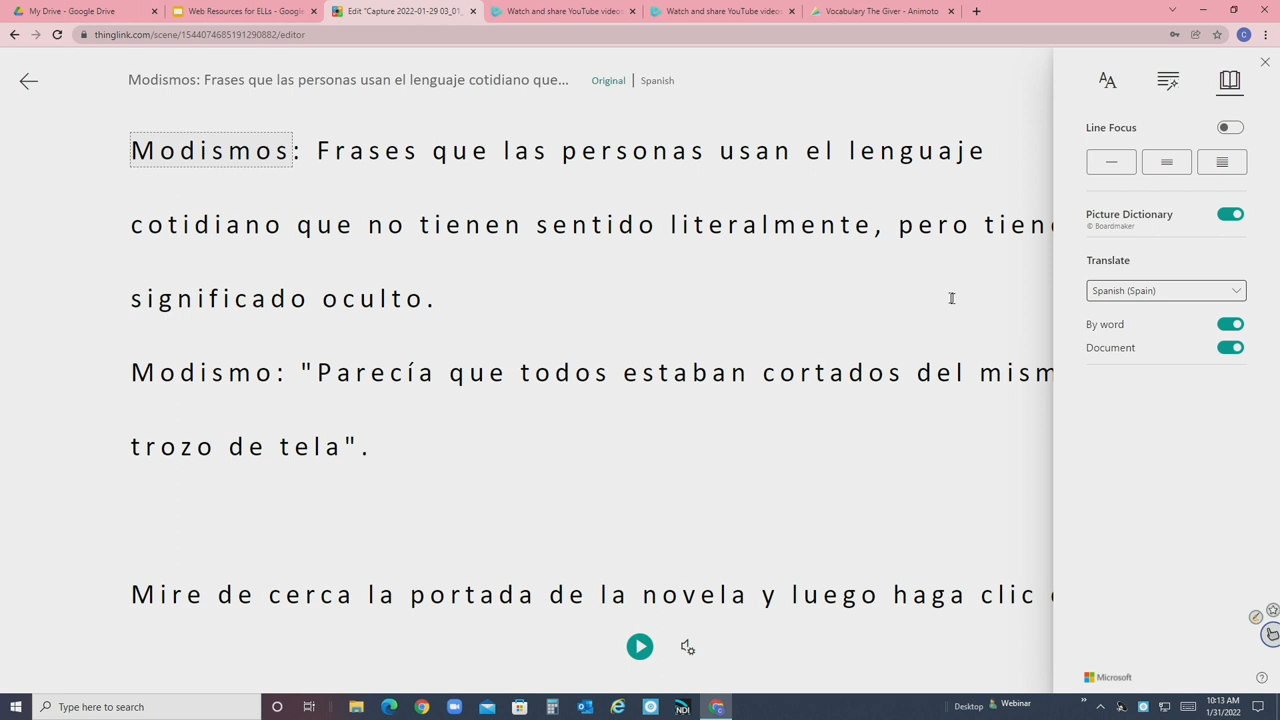 My Drive - Google Drive
Web Resources for ELLs - Google
Edit "Capture 2022-01-29 03_01_
Watch and share YouTube videos
Watch and share YouTube videos
Vocabulary The Giver - Animoto
thinglink.com/scene/1544074685191290882/editor
C
Modismos: Frases que las personas usan el lenguaje cotidiano que...
Original | Spanish
Modismos: Frases que las personas usan el lenguaje
cotidiano que no tienen sentido literalmente, pero
significado oculto.
Modismo: "Parecía que todos estaban cortados del
trozo de tela".
Mire de cerca la portada de la novela y luego haga clic
Line Focus
Picture Dictionary
© Boardmaker
Translate
Spanish (Spain)
By word
Document
Microsoft
Type here to search
NDI
Desktop
Webinar
10:13 AM
1/31/2022